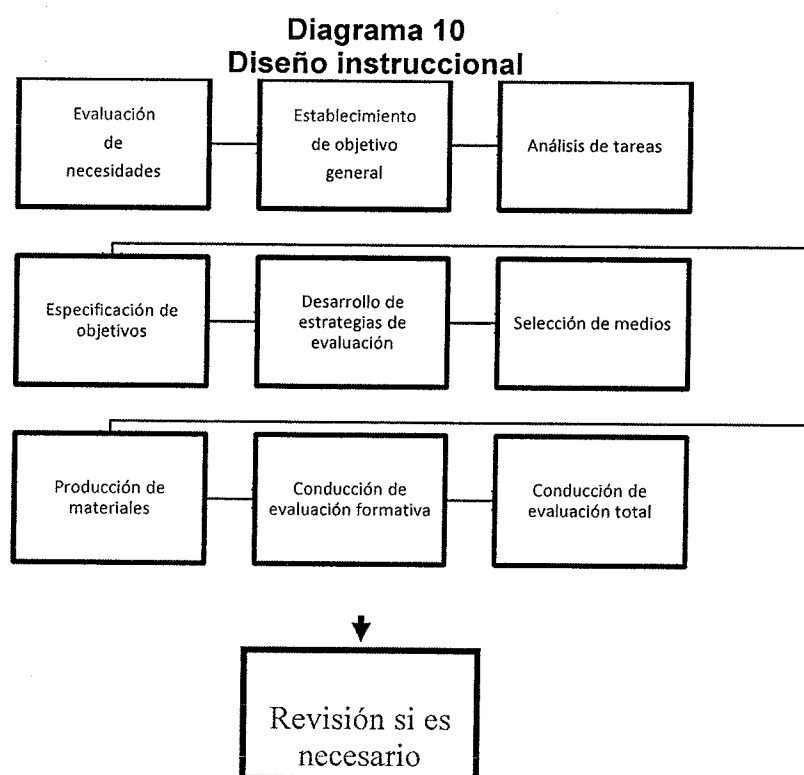 Diagrama 10
Diseño instruccional
Evaluación
de
necesidades
Establecimiento
de objetivo
general
Análisis de tareas
Especificación de
objetivos
Desarrollo de
estrategias de
evaluación
Selección de medios
Producción de
materiales
Conducción de
evaluación formativa
Conducción de
evaluación total
Revisión si es
necesario